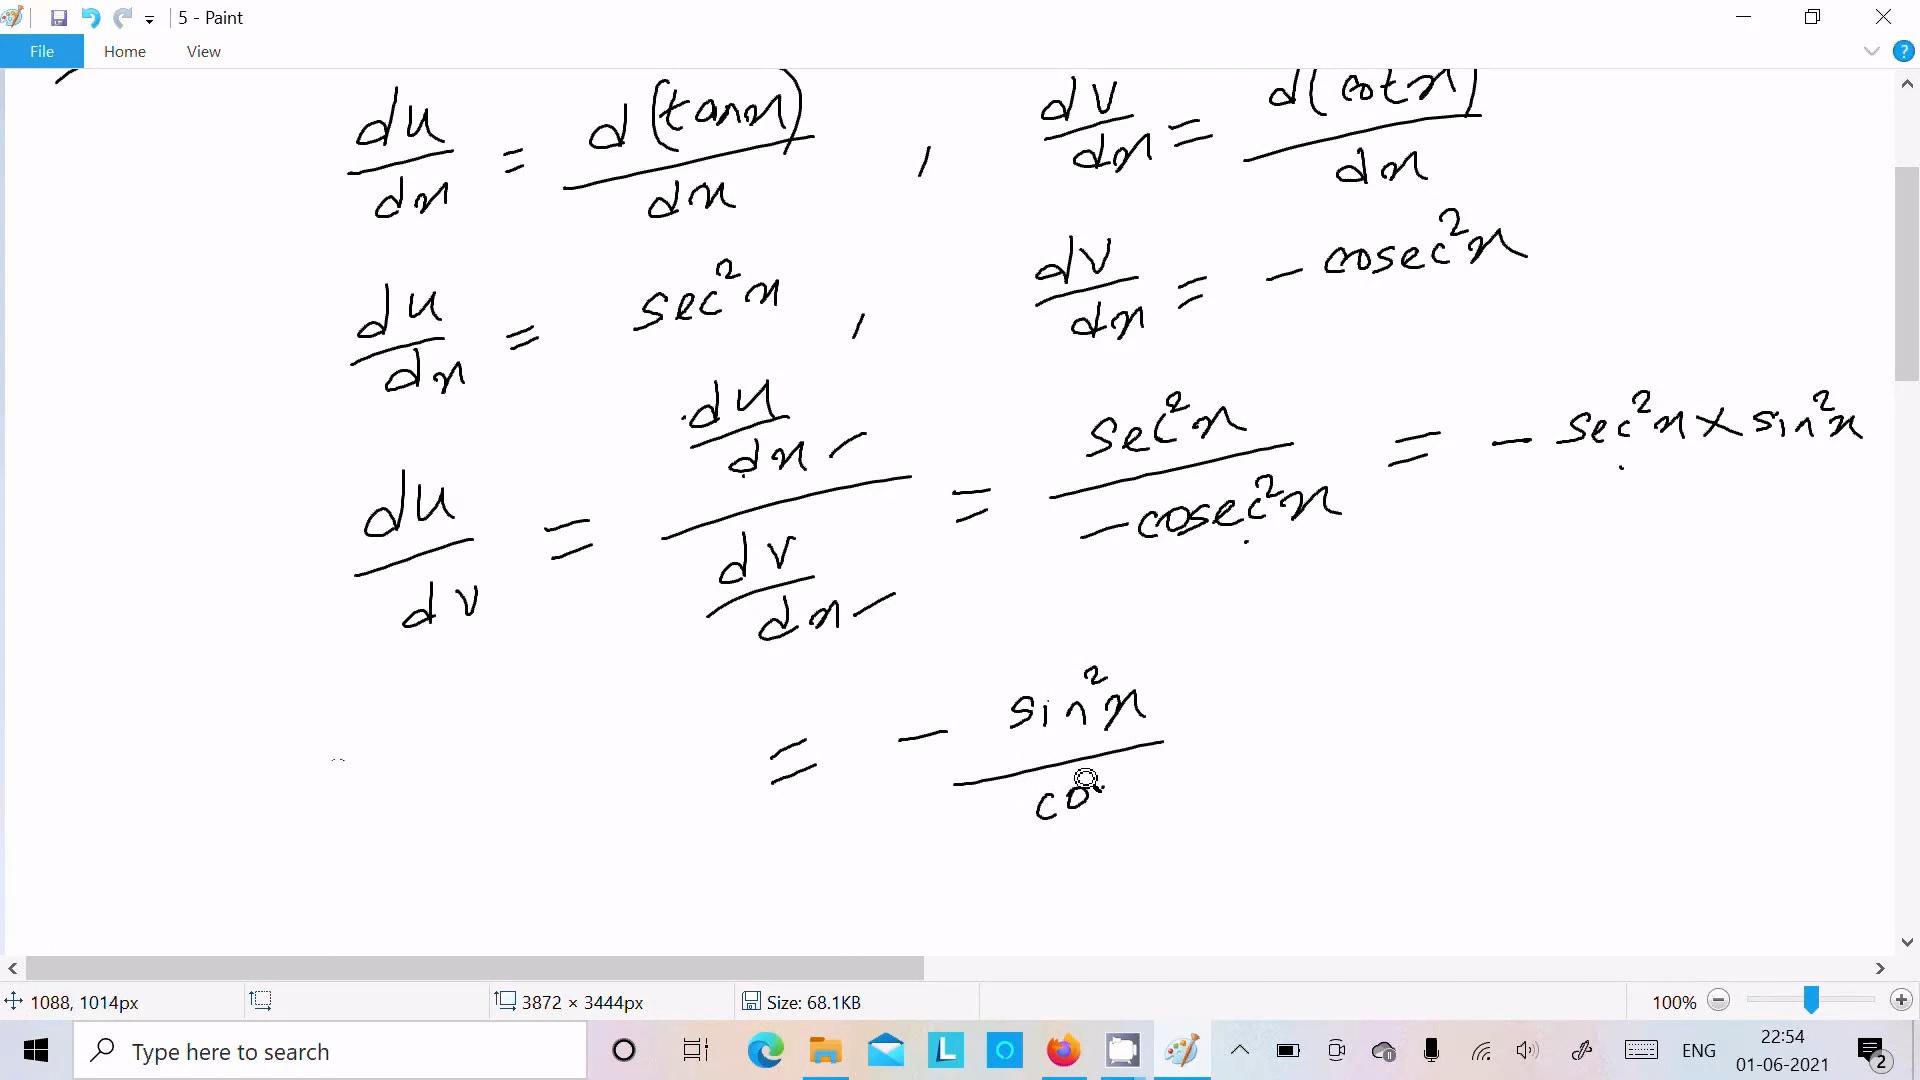 5 - Paint
File Home View
du/dx = d(tanx)/dx , dv/dx = d(cotx)/dx
du/dx = sec²x , dv/dx = - cosec²x
du/dv = du/dx / dv/dx = sec²x / -cosec²x = - sec²x × sin²x
= - sin²x / co
1088, 1014px 3872 × 3444px Size: 68.1KB 100%
Type here to search ENG 22:54
01-06-2021 2